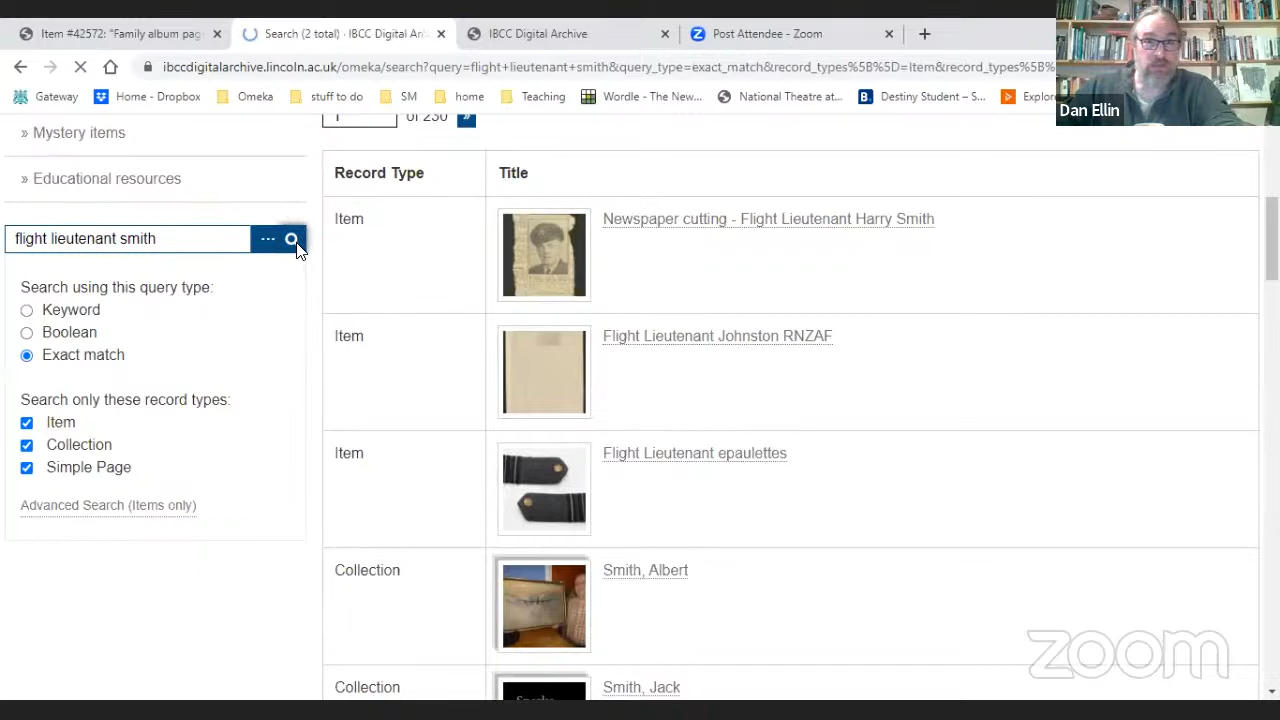 Item #42572: "Family album pag
Search (2 total) · IBCC Digital Ar
IBCC Digital Archive
Post Attendee - Zoom
ibccdigitalarchive.lincoln.ac.uk/omeka/search?query=flight+lieutenant+smith&query_type=exact_match&record_types%5B%5D=Item&record_types%5B%
Gateway
Home - Dropbox
Omeka
stuff to do
SM
home
Teaching
Wordle - The New...
National Theatre at...
Destiny Student – S...
Explor
Dan Ellin
» Mystery items
» Educational resources
flight lieutenant smith
...
Search using this query type:
Keyword
Boolean
Exact match
Search only these record types:
Item
Collection
Simple Page
Advanced Search (Items only)
1 of 230 »
Record Type Title
Item Newspaper cutting - Flight Lieutenant Harry Smith
Item Flight Lieutenant Johnston RNZAF
Item Flight Lieutenant epaulettes
Collection Smith, Albert
Collection Smith, Jack
zoom